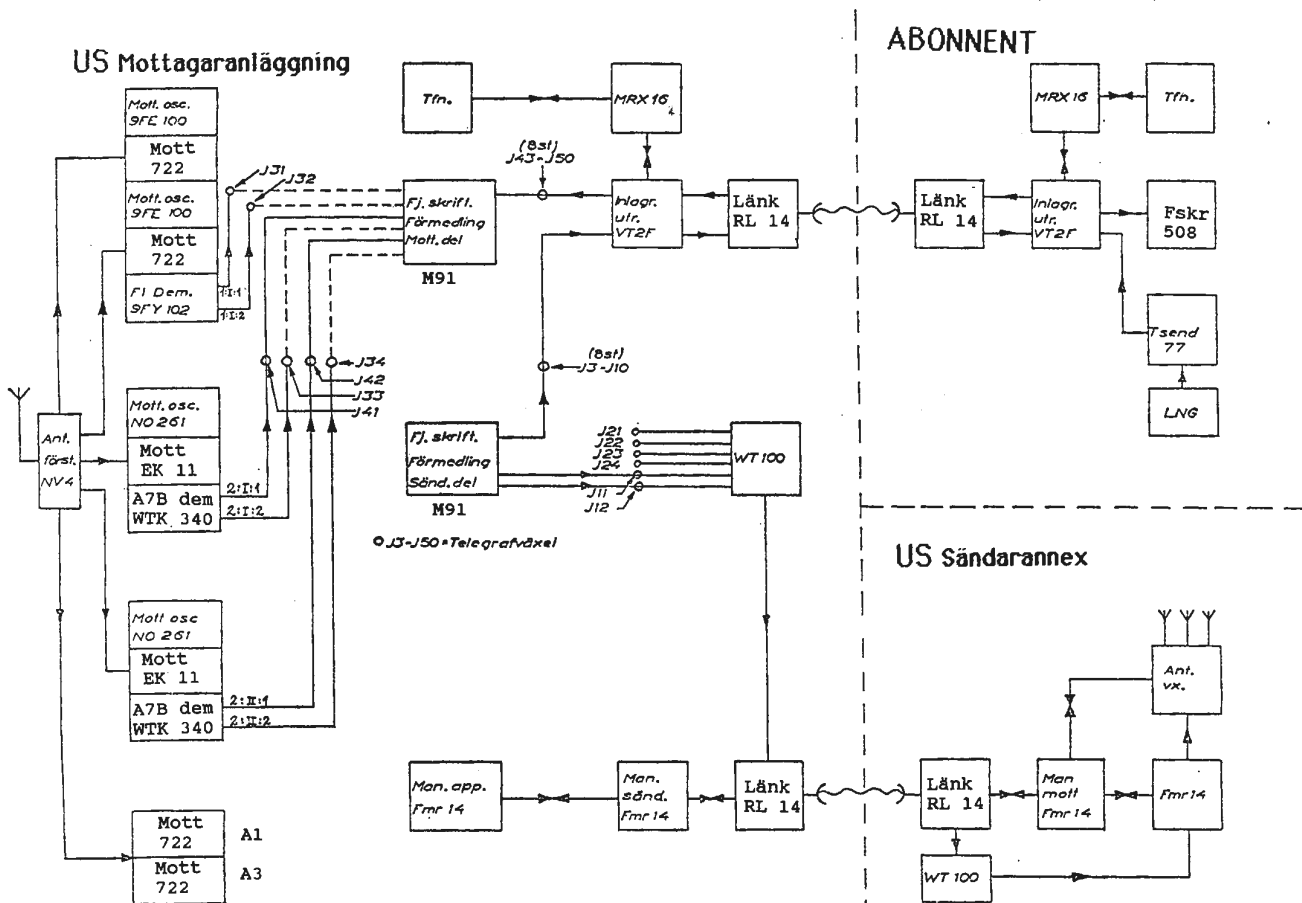 US Mottagaranläggning
ABONNENT
Mott. osc.
9FE 100
Mott
722
Mott. osc.
9FE 100
Mott
722
F1 Dem.
9FY 102
1:I:1
1:I:2
J31
J32
Tfn.
MRX 16
(8st)
J43-J50
Fj. skrift.
Förmedling
Mott. del
M91
Inlagr.
utr.
VT2F
Länk
RL 14
MRX 16
Tfn.
Länk
RL 14
Inlagr.
utr.
VT2F
Fskr
508
Tsend
77
LNG
J34
J42
J33
J41
(8st)
J3-J10
Ant.
först.
NV4
Mott. osc.
NO 261
Mott
EK 11
A7B dem
WTK 340
2:I:1
2:I:2
Fj. skrift.
Förmedling
Sänd. del
M91
J21
J22
J23
J24
J11
J12
WT 100
J3-J50=Telegrafväxel
Mott osc
NO 261
Mott
EK 11
A7B dem
WTK 340
2:II:1
2:II:2
US Sändarannex
Ant.
vx.
Man. app.
Fmr 14
Man.
sänd.
Fmr 14
Länk
RL 14
Länk
RL 14
Man
mott
Fmr 14
Fmr 14
WT 100
Mott
722
A1
Mott
722
A3